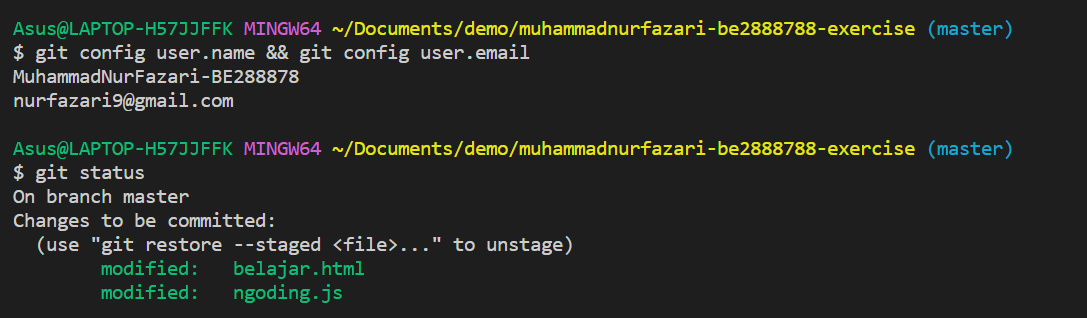 Asus@LAPTOP-H57JJFFK MINGW64 ~/Documents/demo/muhammadnurfazari-be2888788-exercise (master)
$ git config user.name && git config user.email
MuhammadNurFazari-BE288878
nurfazari9@gmail.com
Asus@LAPTOP-H57JJFFK MINGW64 ~/Documents/demo/muhammadnurfazari-be2888788-exercise (master)
$ git status
On branch master
Changes to be committed:
(use "git restore --staged <file>..." to unstage)
modified: belajar.html
modified: ngoding.js